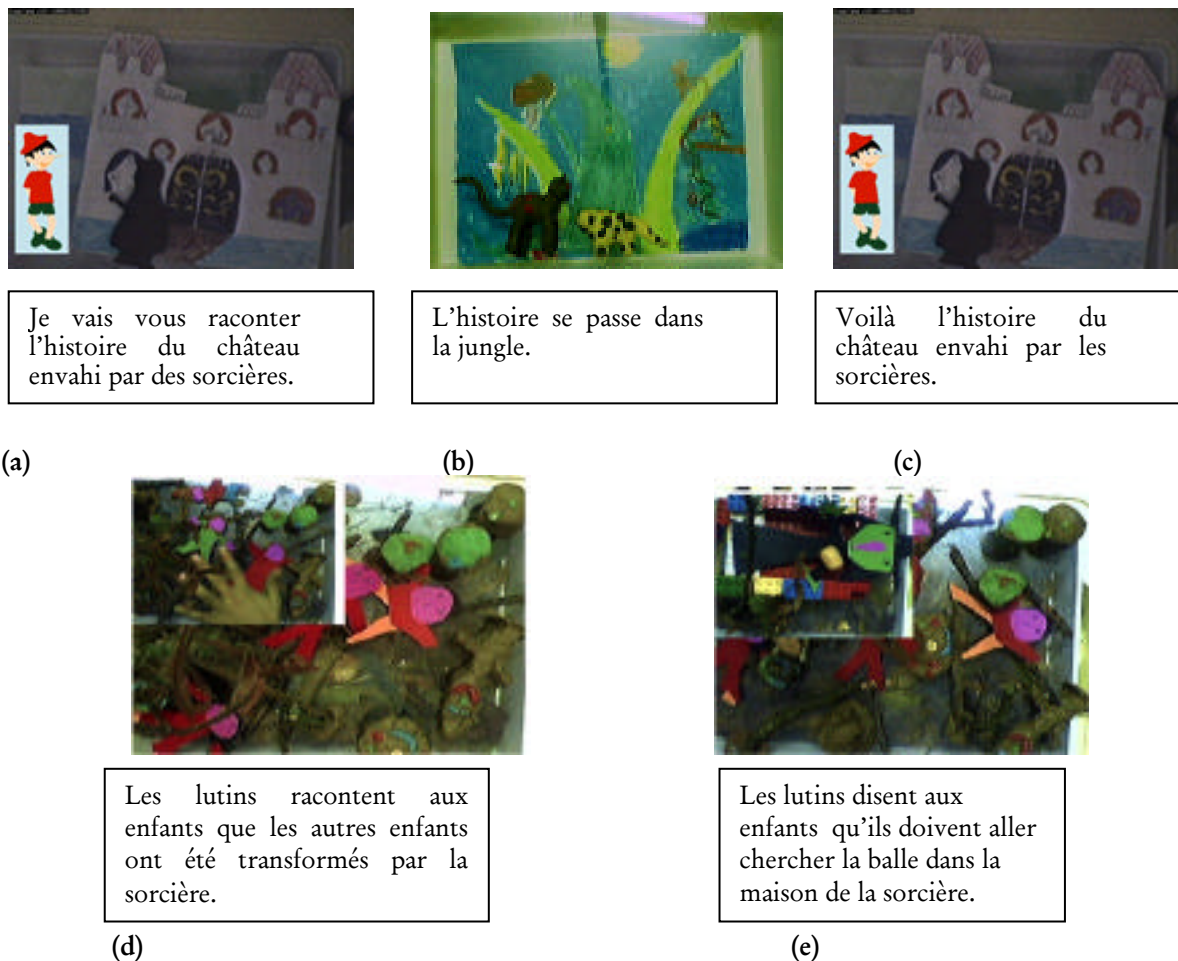 Je vais vous raconter
l'histoire du château
envahi par des sorcières.
L'histoire se passe dans
la jungle.
Voilà l'histoire du
château envahi par les
sorcières.
(a)
(b)
(c)
Les lutins racontent aux
enfants que les autres enfants
ont été transformés par la
sorcière.
Les lutins disent aux
enfants qu'ils doivent aller
chercher la balle dans la
maison de la sorcière.
(d)
(e)